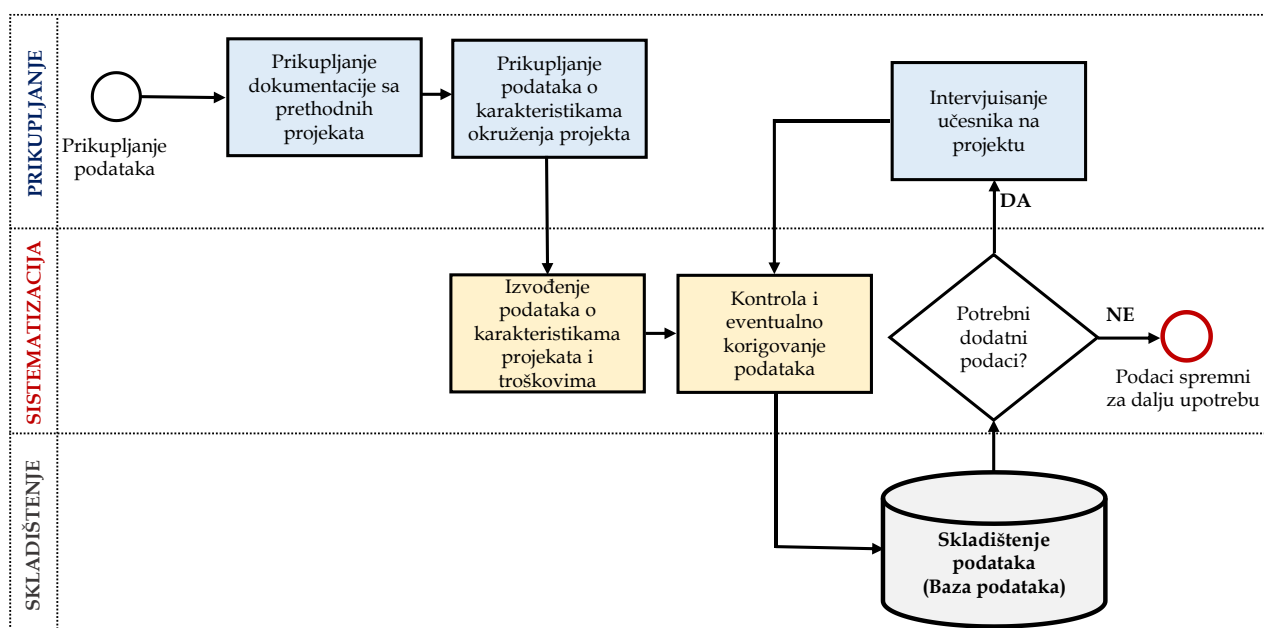 PRIKUPLJANJE
Prikupljanje
podataka
Prikupljanje
dokumentacije sa
prethodnih
projekata
Prikupljanje
podataka o
karakteristikama
okruženja projekta
Intervjuisanje
učesnika na
projektu
DA
SISTEMATIZACIJA
Izvođenje
podataka o
karakteristikama
projekata i
troškovima
Kontrola i
eventualno
korigovanje
podataka
Potrebni
dodatni
podaci?
NE
Podaci spremni
za dalju upotrebu
SKLADIŠTENJE
Skladištenje
podataka
(Baza podataka)